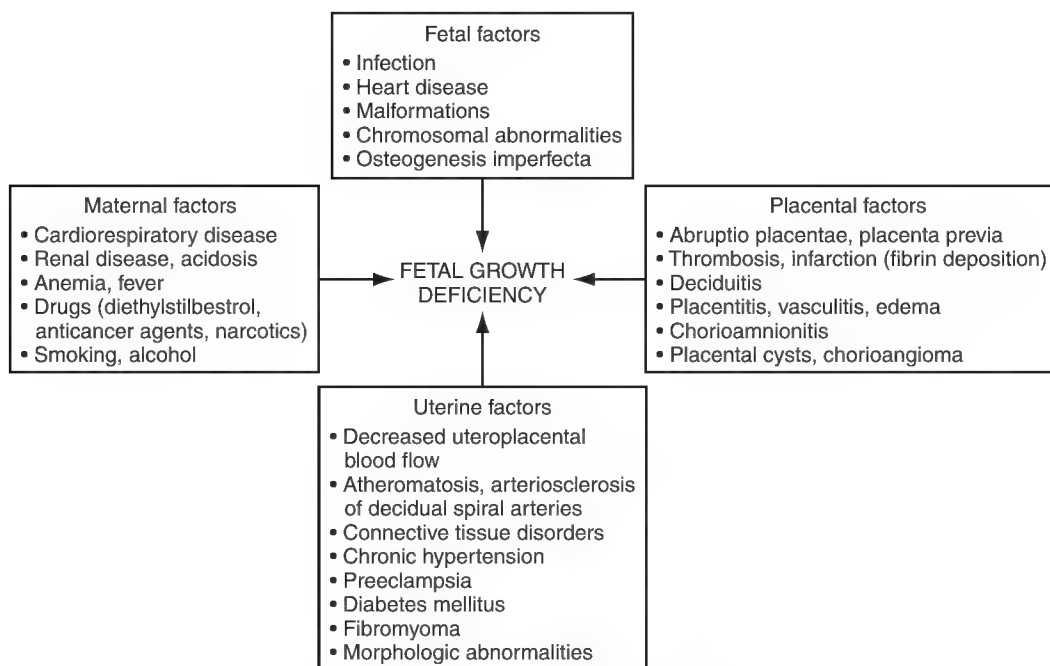 Fetal factors
• Infection
• Heart disease
• Malformations
• Chromosomal abnormalities
• Osteogenesis imperfecta
Maternal factors
• Cardiorespiratory disease
• Renal disease, acidosis
• Anemia, fever
• Drugs (diethylstilbestrol,
anticancer agents, narcotics)
• Smoking, alcohol
FETAL GROWTH
DEFICIENCY
Placental factors
• Abruptio placentae, placenta previa
• Thrombosis, infarction (fibrin deposition)
• Deciduitis
• Placentitis, vasculitis, edema
• Chorioamnionitis
• Placental cysts, chorioangioma
Uterine factors
• Decreased uteroplacental
blood flow
• Atheromatosis, arteriosclerosis
of decidual spiral arteries
• Connective tissue disorders
• Chronic hypertension
• Preeclampsia
• Diabetes mellitus
• Fibromyoma
• Morphologic abnormalities